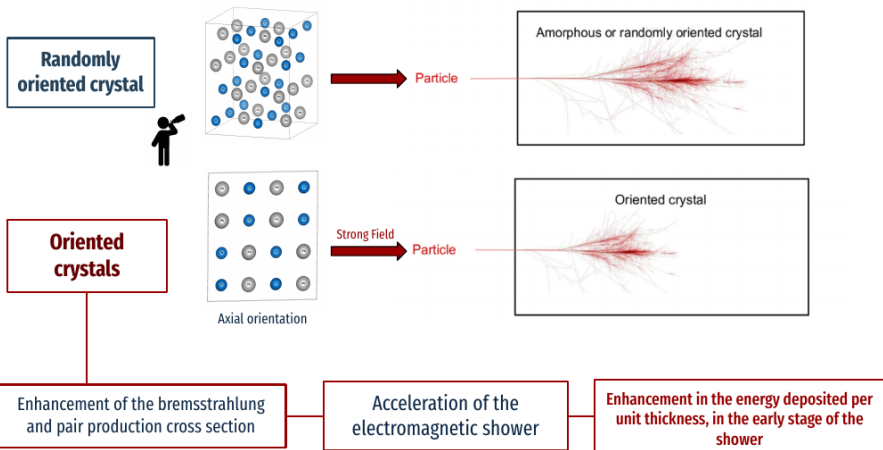 Randomly
oriented crystal
Particle
Amorphous or randomly oriented crystal
Oriented
crystals
Axial orientation
Strong Field
Particle
Oriented crystal
Enhancement of the bremsstrahlung
and pair production cross section
Acceleration of the
electromagnetic shower
Enhancement in the energy deposited per
unit thickness, in the early stage of the
shower